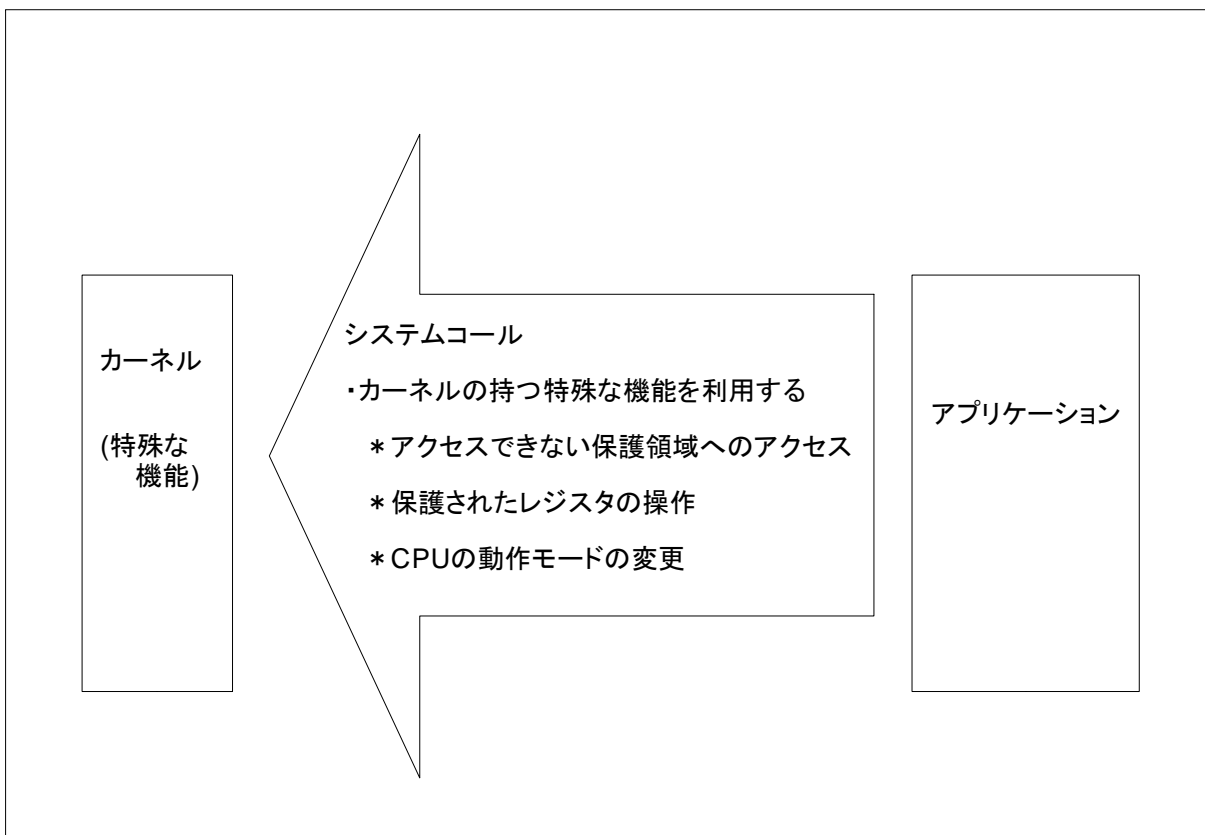 カーネル
(特殊な
機能)
システムコール
・カーネルの持つ特殊な機能を利用する
＊アクセスできない保護領域へのアクセス
＊保護されたレジスタの操作
＊CPUの動作モードの変更
アプリケーション